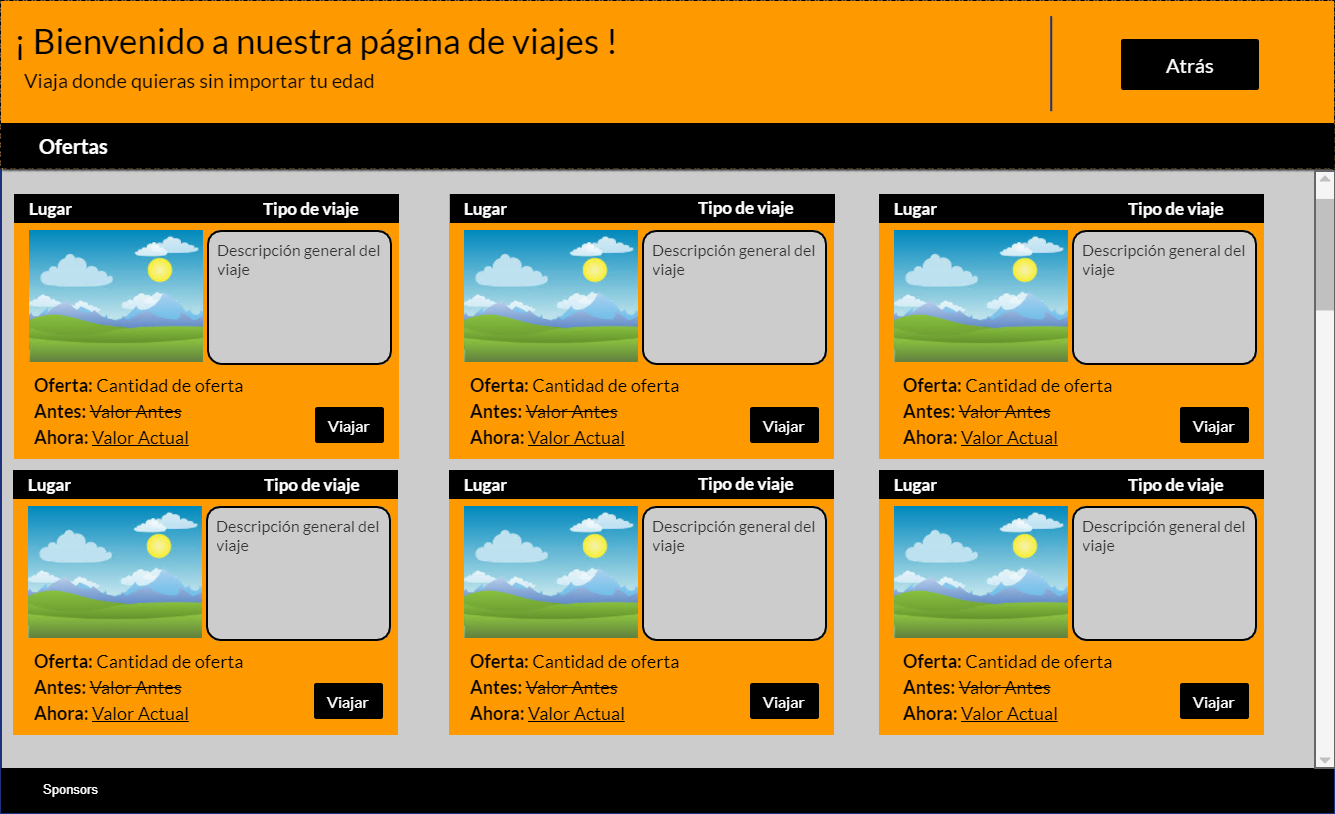 ¡ Bienvenido a nuestra página de viajes !
Viaja donde quieras sin importar tu edad
Atrás
Ofertas
Lugar
Tipo de viaje
Descripción general del
viaje
Oferta: Cantidad de oferta
Antes: Valor Antes
Ahora: Valor Actual
Viajar
Lugar
Tipo de viaje
Descripción general del
viaje
Oferta: Cantidad de oferta
Antes: Valor Antes
Ahora: Valor Actual
Viajar
Lugar
Tipo de viaje
Descripción general del
viaje
Oferta: Cantidad de oferta
Antes: Valor Antes
Ahora: Valor Actual
Viajar
Lugar
Tipo de viaje
Descripción general del
viaje
Oferta: Cantidad de oferta
Antes: Valor Antes
Ahora: Valor Actual
Viajar
Lugar
Tipo de viaje
Descripción general del
viaje
Oferta: Cantidad de oferta
Antes: Valor Antes
Ahora: Valor Actual
Viajar
Lugar
Tipo de viaje
Descripción general del
viaje
Oferta: Cantidad de oferta
Antes: Valor Antes
Ahora: Valor Actual
Viajar
Sponsors